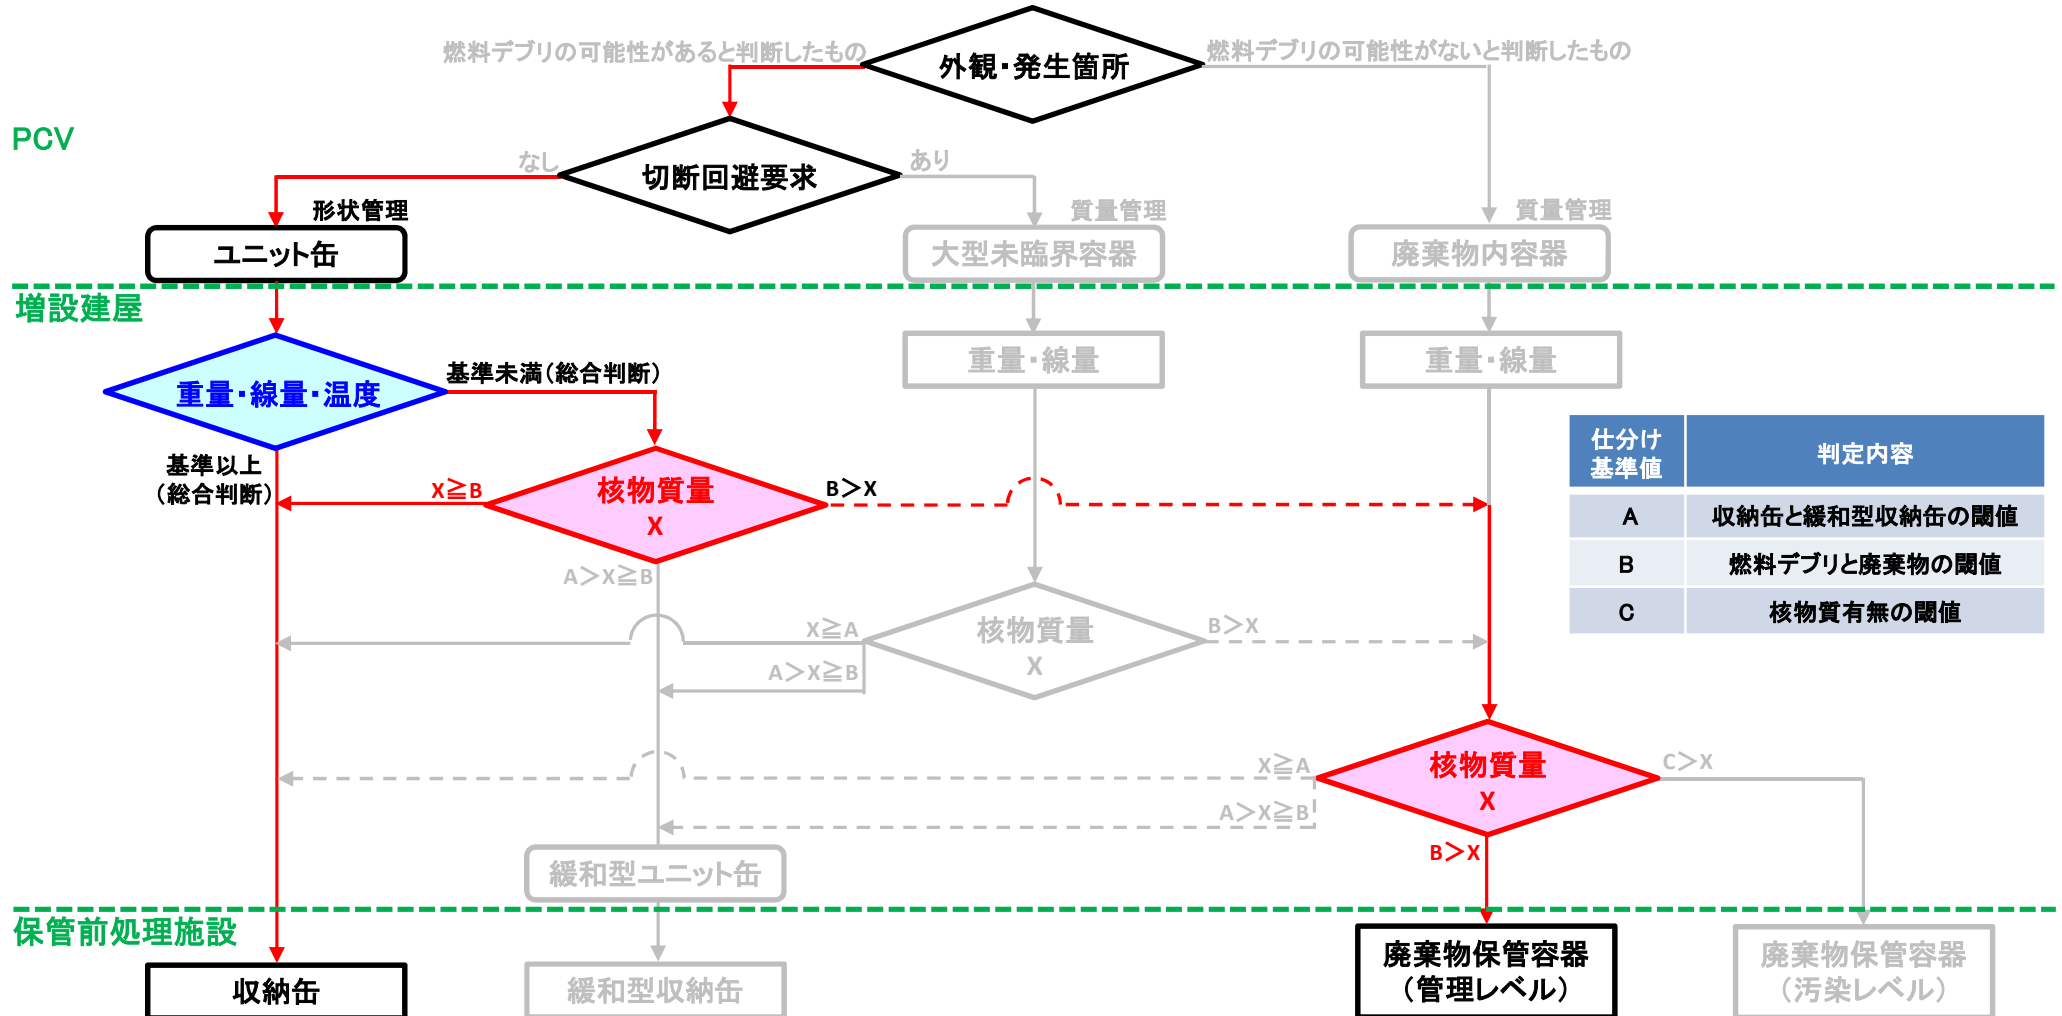 燃料デブリの可能性があると判断したもの
外観・発生箇所
燃料デブリの可能性がないと判断したもの
PCV
なし
切断回避要求
あり
形状管理
質量管理
質量管理
ユニット缶
大型未臨界容器
廃棄物内容器
増設建屋
重量・線量
重量・線量
重量・線量・温度
基準未満（総合判断）
基準以上
（総合判断）
X≧B
核物質量
X
B＞X
仕分け
基準値
判定内容
A
収納缶と緩和型収納缶の閾値
B
燃料デブリと廃棄物の閾値
C
核物質有無の閾値
A＞X≧B
X≧A
核物質量
X
B＞X
A＞X≧B
X≧A
核物質量
X
C＞X
A＞X≧B
B＞X
緩和型ユニット缶
保管前処理施設
収納缶
緩和型収納缶
廃棄物保管容器
（管理レベル）
廃棄物保管容器
（汚染レベル）